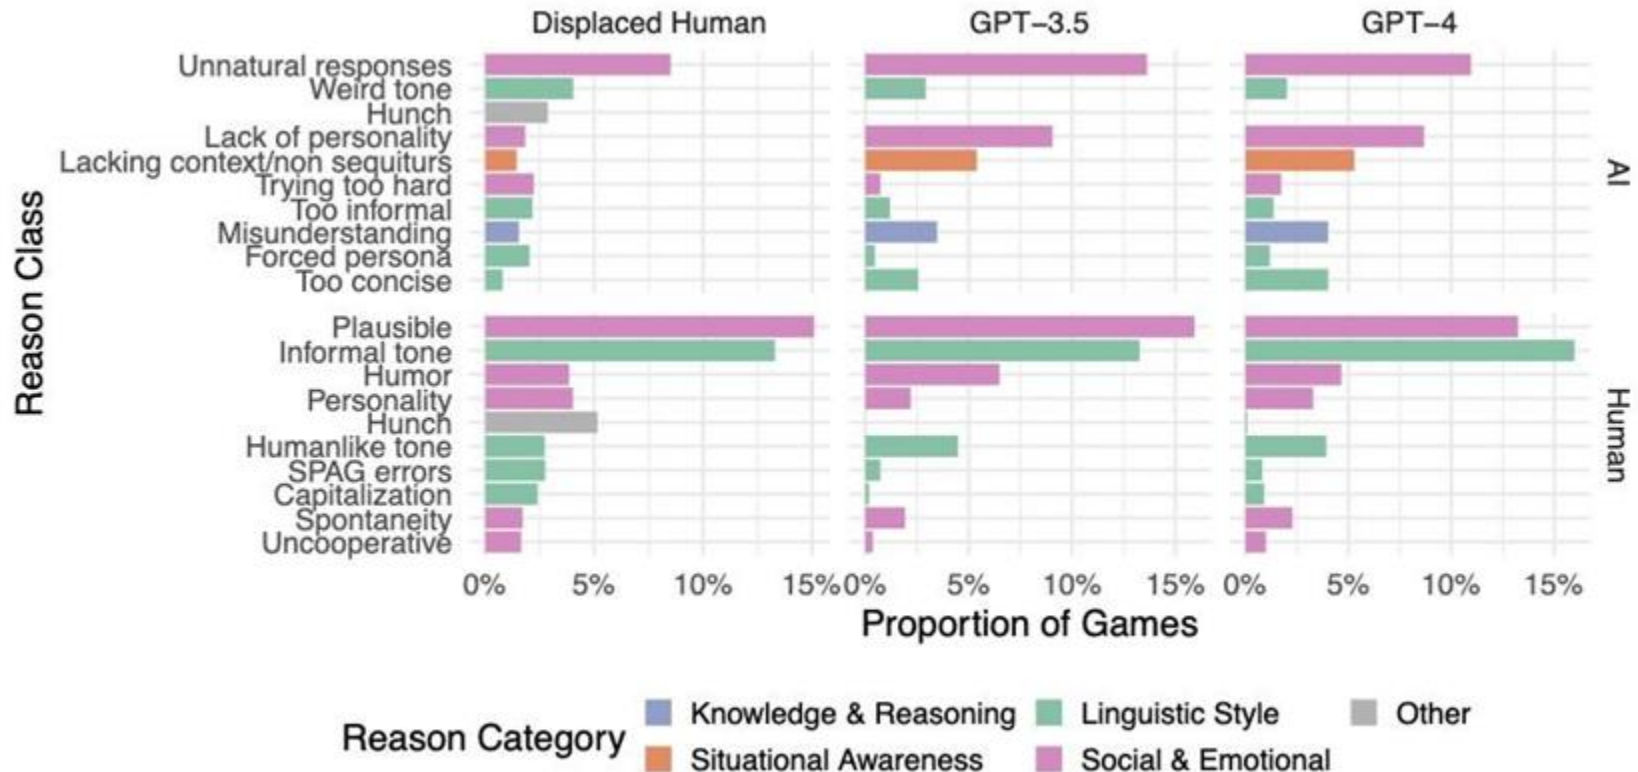 Displaced Human GPT−3.5 GPT−4
Unnatural responses
Weird tone
Hunch
Lack of personality
Lacking context/non sequiturs
Trying too hard
Too informal
Misunderstanding
Forced persona
Too concise
AI
Reason Class
Plausible
Informal tone
Humor
Personality
Hunch
Humanlike tone
SPAG errors
Capitalization
Spontaneity
Uncooperative
Human
0% 5% 10% 15% 0% 5% 10% 15% 0% 5% 10% 15%
Proportion of Games
Reason Category
Knowledge & Reasoning Linguistic Style Other
Situational Awareness Social & Emotional